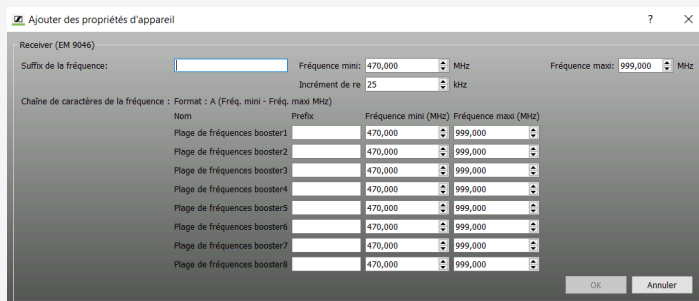 Ajouter des propriétés d'appareil ?
Receiver (EM 9046)
Suffix de la fréquence: Fréquence mini: 470,000 MHz Fréquence maxi: 999,000 MHz
Incrément de re 25 kHz
Chaîne de caractères de la fréquence : Format : A (Fréq. mini - Fréq. maxi MHz)
Nom Prefix Fréquence mini (MHz) Fréquence maxi (MHz)
Plage de fréquences booster1 470,000 999,000
Plage de fréquences booster2 470,000 999,000
Plage de fréquences booster3 470,000 999,000
Plage de fréquences booster4 470,000 999,000
Plage de fréquences booster5 470,000 999,000
Plage de fréquences booster6 470,000 999,000
Plage de fréquences booster7 470,000 999,000
Plage de fréquences booster8 470,000 999,000
OK Annuler